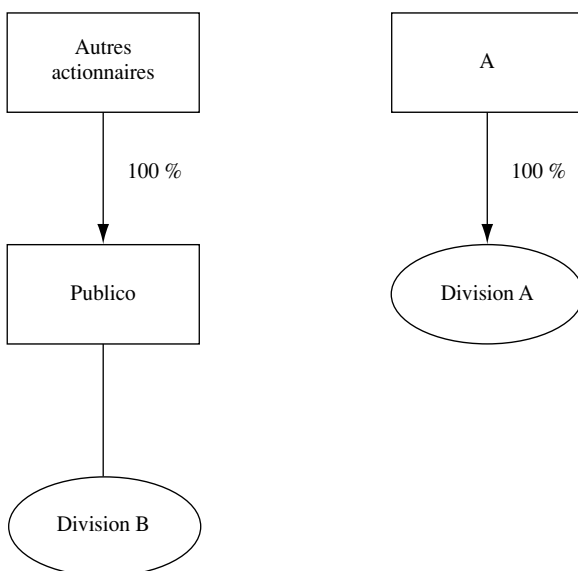 Autres
actionnaires
A
100 %
100 %
Publico
Division A
Division B